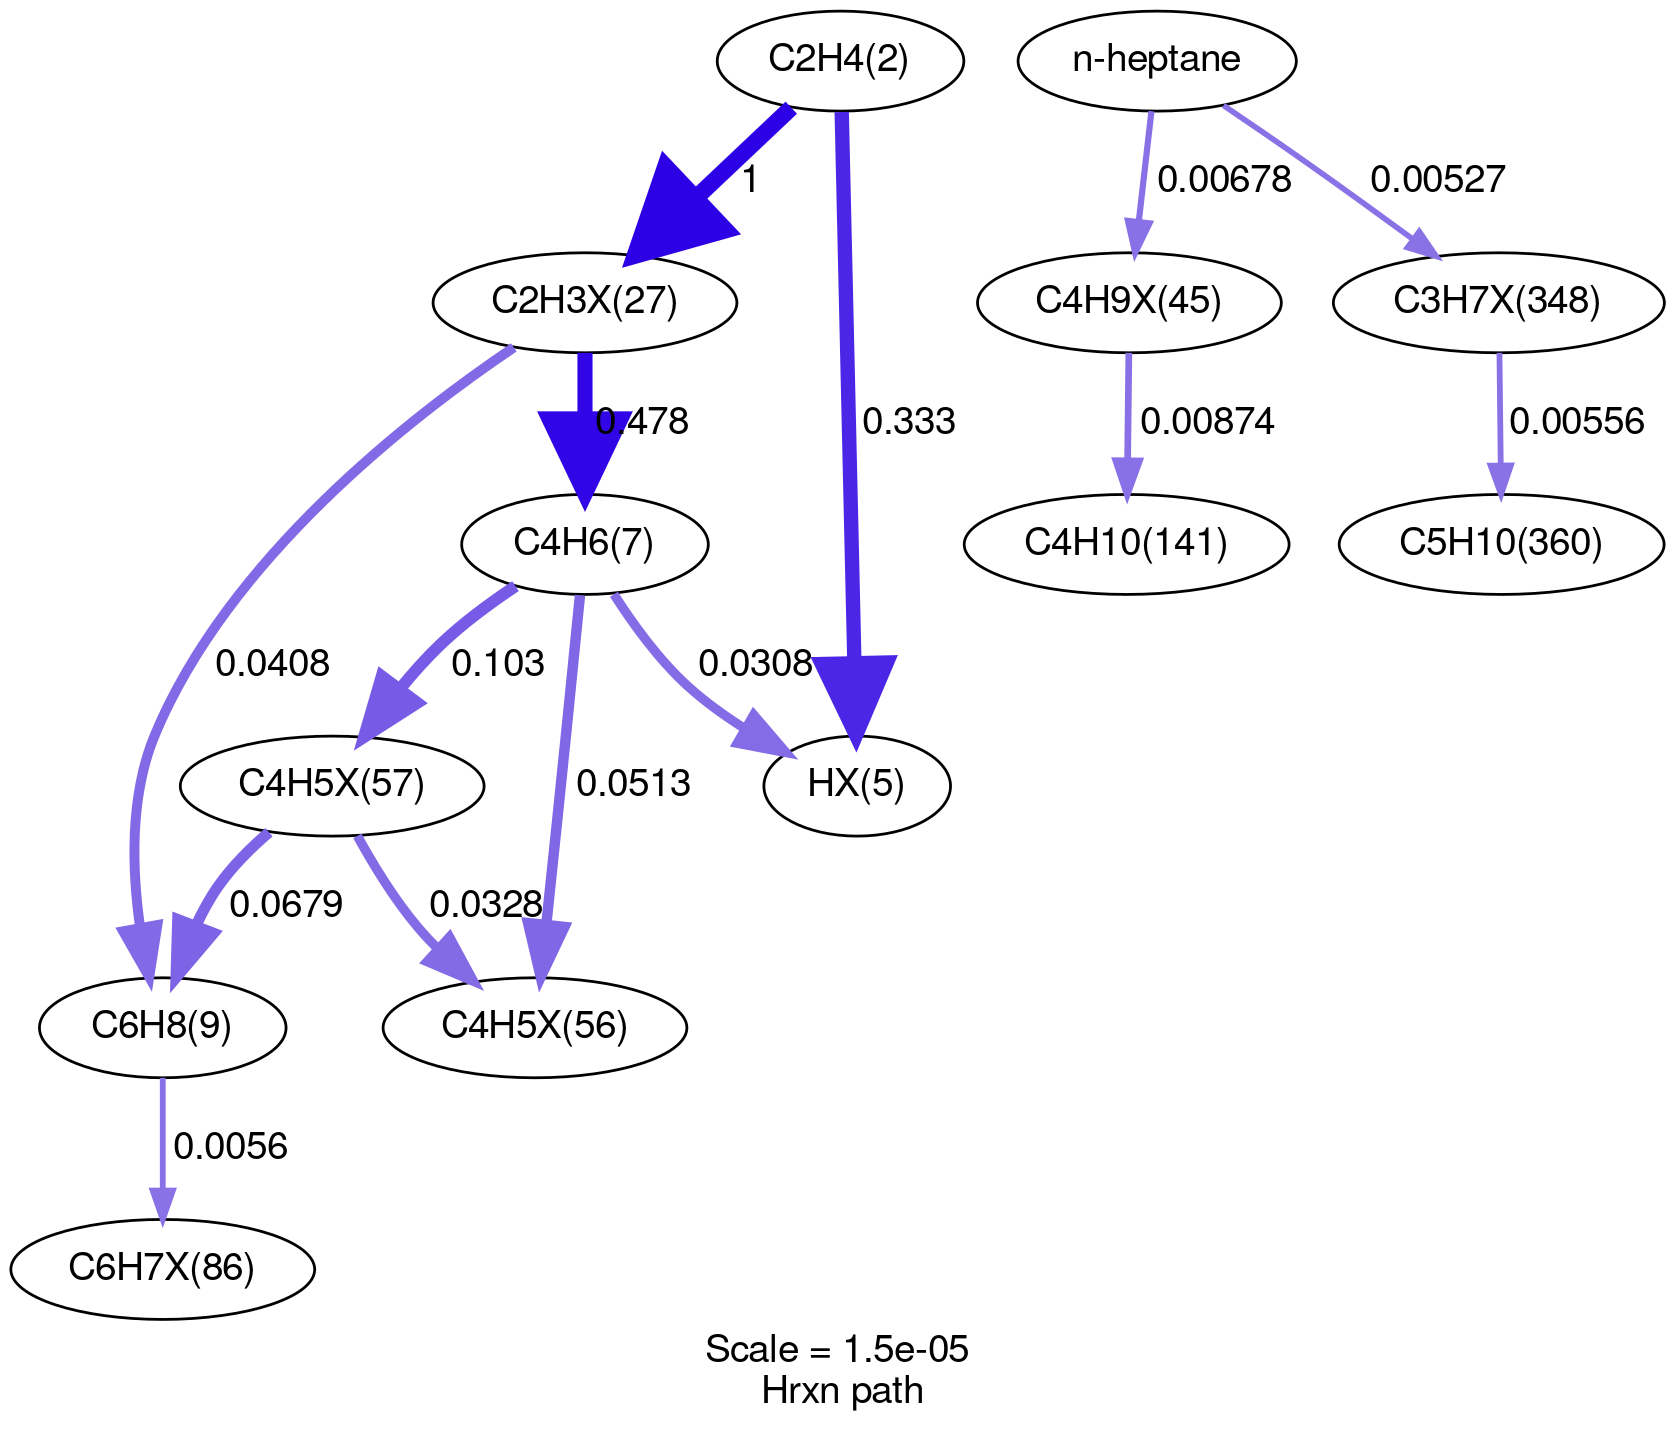 C2H4(2)
n-heptane
1
0.00678
0.00527
C2H3X(27)
C4H9X(45)
C3H7X(348)
0.478
0.333
0.00874
0.00556
C4H6(7)
C4H10(141)
C5H10(360)
0.0408
0.103
0.0308
C4H5X(57)
0.0513
HX(5)
0.0679
0.0328
C6H8(9)
C4H5X(56)
0.0056
C6H7X(86)
Scale = 1.5e-05
Hrxn path